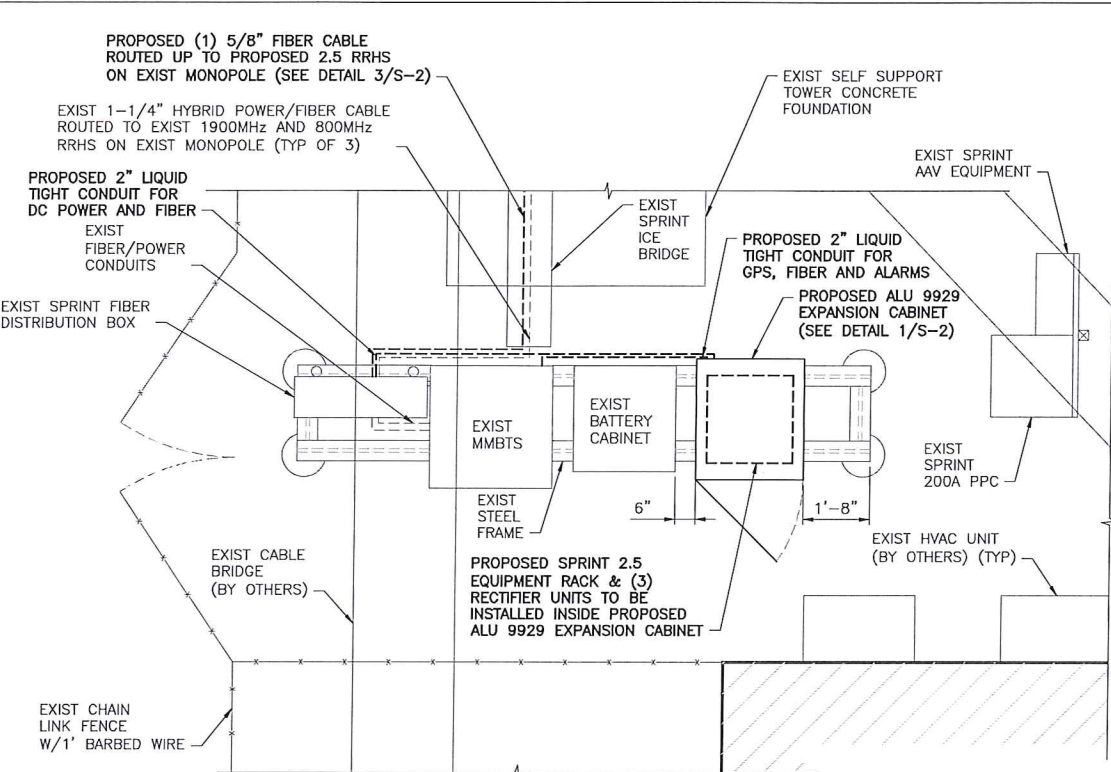 PROPOSED (1) 5/8" FIBER CABLE
ROUTED UP TO PROPOSED 2.5 RRHS
ON EXIST MONOPOLE (SEE DETAIL 3/S-2)
EXIST 1-1/4" HYBRID POWER/FIBER CABLE
ROUTED TO EXIST 1900MHz AND 800MHz
RRHS ON EXIST MONOPOLE (TYP OF 3)
PROPOSED 2" LIQUID
TIGHT CONDUIT FOR
DC POWER AND FIBER
EXIST
FIBER/POWER
CONDUITS
EXIST SPRINT FIBER
DISTRIBUTION BOX
EXIST SELF SUPPORT
TOWER CONCRETE
FOUNDATION
EXIST SPRINT
AAV EQUIPMENT
EXIST
SPRINT
ICE
BRIDGE
PROPOSED 2" LIQUID
TIGHT CONDUIT FOR
GPS, FIBER AND ALARMS
PROPOSED ALU 9929
EXPANSION CABINET
(SEE DETAIL 1/S-2)
EXIST
MMBTS
EXIST
BATTERY
CABINET
EXIST
SPRINT
200A PPC
EXIST
STEEL
FRAME
6"
1'-8"
EXIST HVAC UNIT
(BY OTHERS) (TYP)
EXIST CABLE
BRIDGE
(BY OTHERS)
PROPOSED SPRINT 2.5
EQUIPMENT RACK & (3)
RECTIFIER UNITS TO BE
INSTALLED INSIDE PROPOSED
ALU 9929 EXPANSION CABINET
EXIST CHAIN
LINK FENCE
W/1' BARBED WIRE